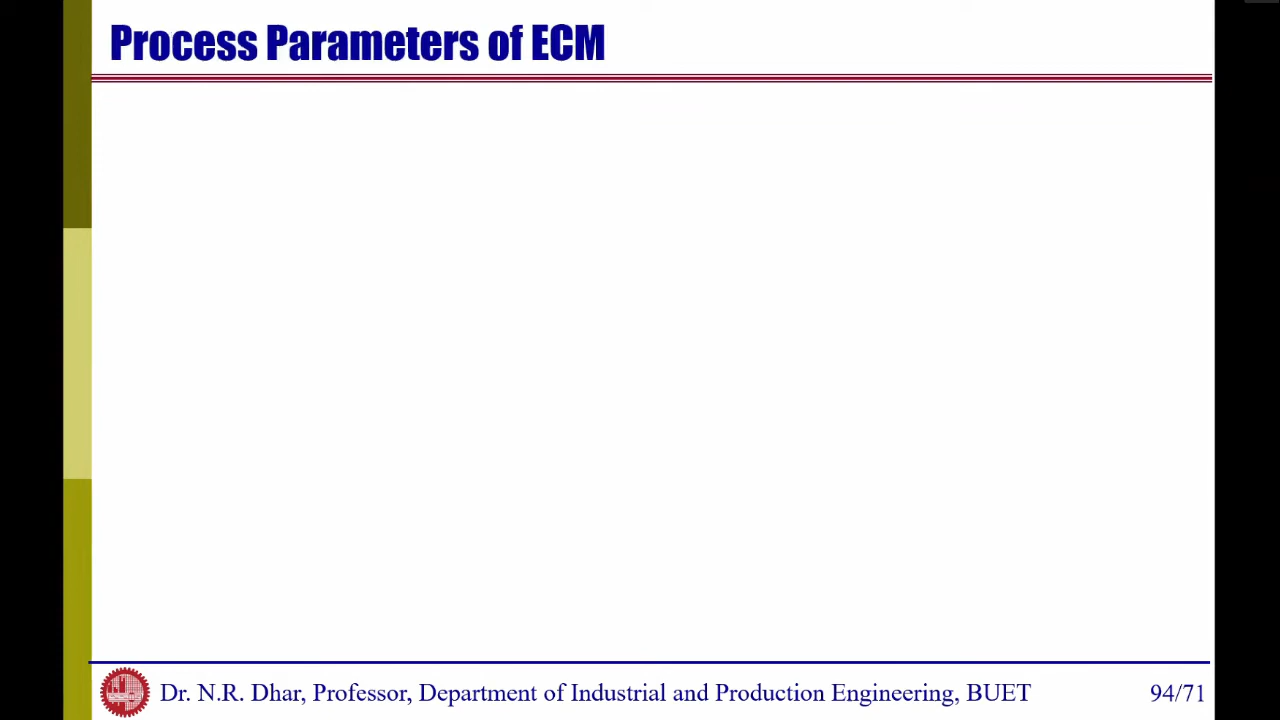 Process Parameters of ECM
Dr. N.R. Dhar, Professor, Department of Industrial and Production Engineering, BUET
94/71